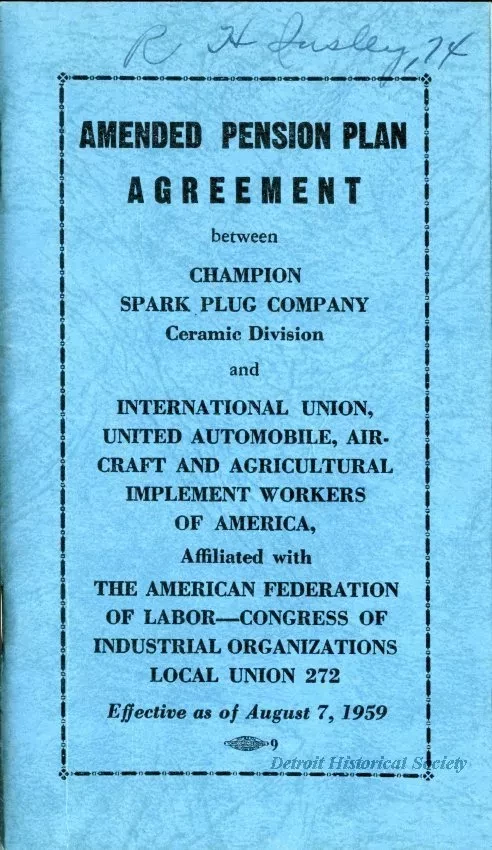 R H Insley, 74
AMENDED PENSION PLAN
AGREEMENT
between
CHAMPION
SPARK PLUG COMPANY
Ceramic Division
and
INTERNATIONAL UNION,
UNITED AUTOMOBILE, AIR-
CRAFT AND AGRICULTURAL
IMPLEMENT WORKERS
OF AMERICA,
Affiliated with
THE AMERICAN FEDERATION
OF LABOR—CONGRESS OF
INDUSTRIAL ORGANIZATIONS
LOCAL UNION 272
Effective as of August 7, 1959
9
Detroit Historical Society